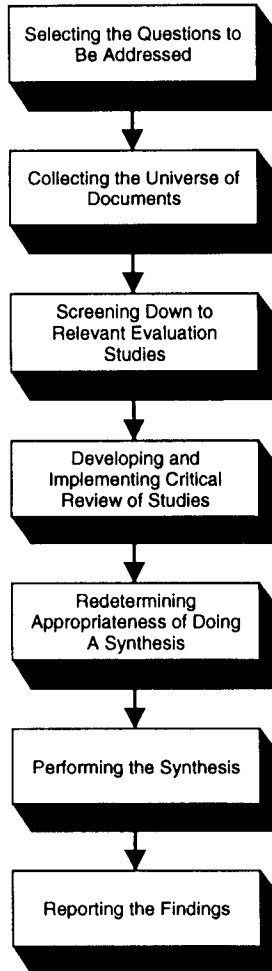 Selecting the Questions to
Be Addressed
Collecting the Universe of
Documents
Screening Down to
Relevant Evaluation
Studies
Developing and
Implementing Critical
Review of Studies
Redetermining
Appropriateness of Doing
A Synthesis
Performing the Synthesis
Reporting the Findings